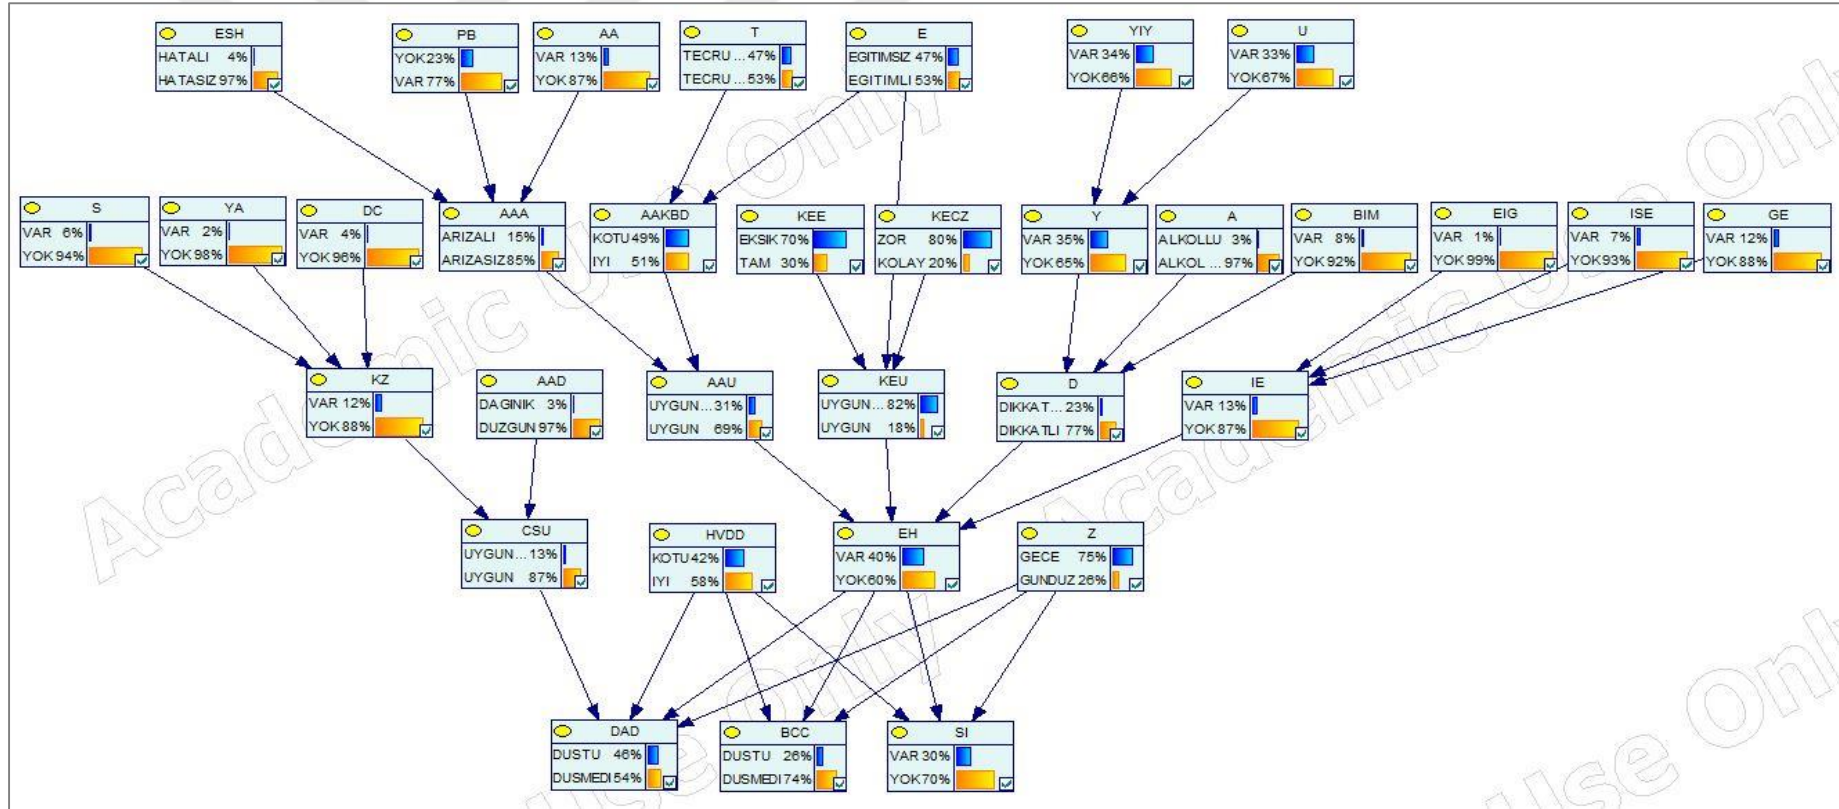 ESH
HATALI 4%
HATASIZ 97%
PB
YOK 23%
VAR 77%
AA
VAR 13%
YOK 87%
T
TECRU... 47%
TECRU... 53%
E
EGITIMSIZ 47%
EGITIMLI 53%
YIY
VAR 34%
YOK 66%
U
VAR 33%
YOK 67%
S
VAR 6%
YOK 94%
YA
VAR 2%
YOK 98%
DC
VAR 4%
YOK 96%
AAA
ARIZALI 15%
ARIZASIZ 85%
AAKBD
KOTU 49%
IYI 51%
KEE
EKSIK 70%
TAM 30%
KECZ
ZOR 80%
KOLAY 20%
Y
VAR 35%
YOK 65%
A
ALKOLLU 3%
ALKOL ... 97%
BIM
VAR 8%
YOK 92%
EIG
VAR 1%
YOK 99%
ISE
VAR 7%
YOK 93%
GE
VAR 12%
YOK 88%
KZ
VAR 12%
YOK 88%
AAD
DAGINIK 3%
DUZGUN 97%
AAU
UYGUN... 31%
UYGUN 69%
KEU
UYGUN... 82%
UYGUN 18%
D
DIKKAT... 23%
DIKKATLI 77%
IE
VAR 13%
YOK 87%
CSU
UYGUN... 13%
UYGUN 87%
HVDD
KOTU 42%
IYI 58%
EH
VAR 40%
YOK 60%
Z
GECE 75%
GUNDUZ 26%
DAD
DUSTU 46%
DUSMEDI 54%
BCC
DUSTU 26%
DUSMEDI 74%
SI
VAR 30%
YOK 70%
Academic Use Only
Academic Use Only
Use Only
Use Only